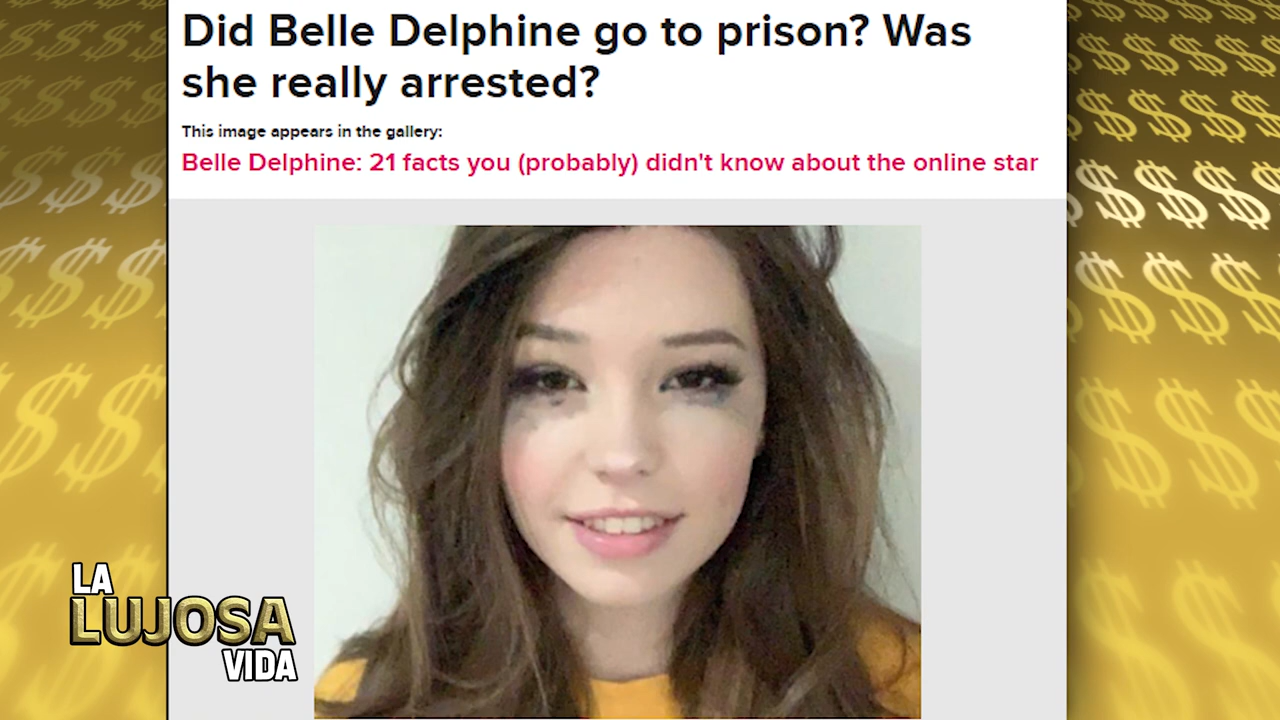 Did Belle Delphine go to prison? Was
she really arrested?
This image appears in the gallery:
Belle Delphine: 21 facts you (probably) didn't know about the online star
LA
LUJOSA
VIDA